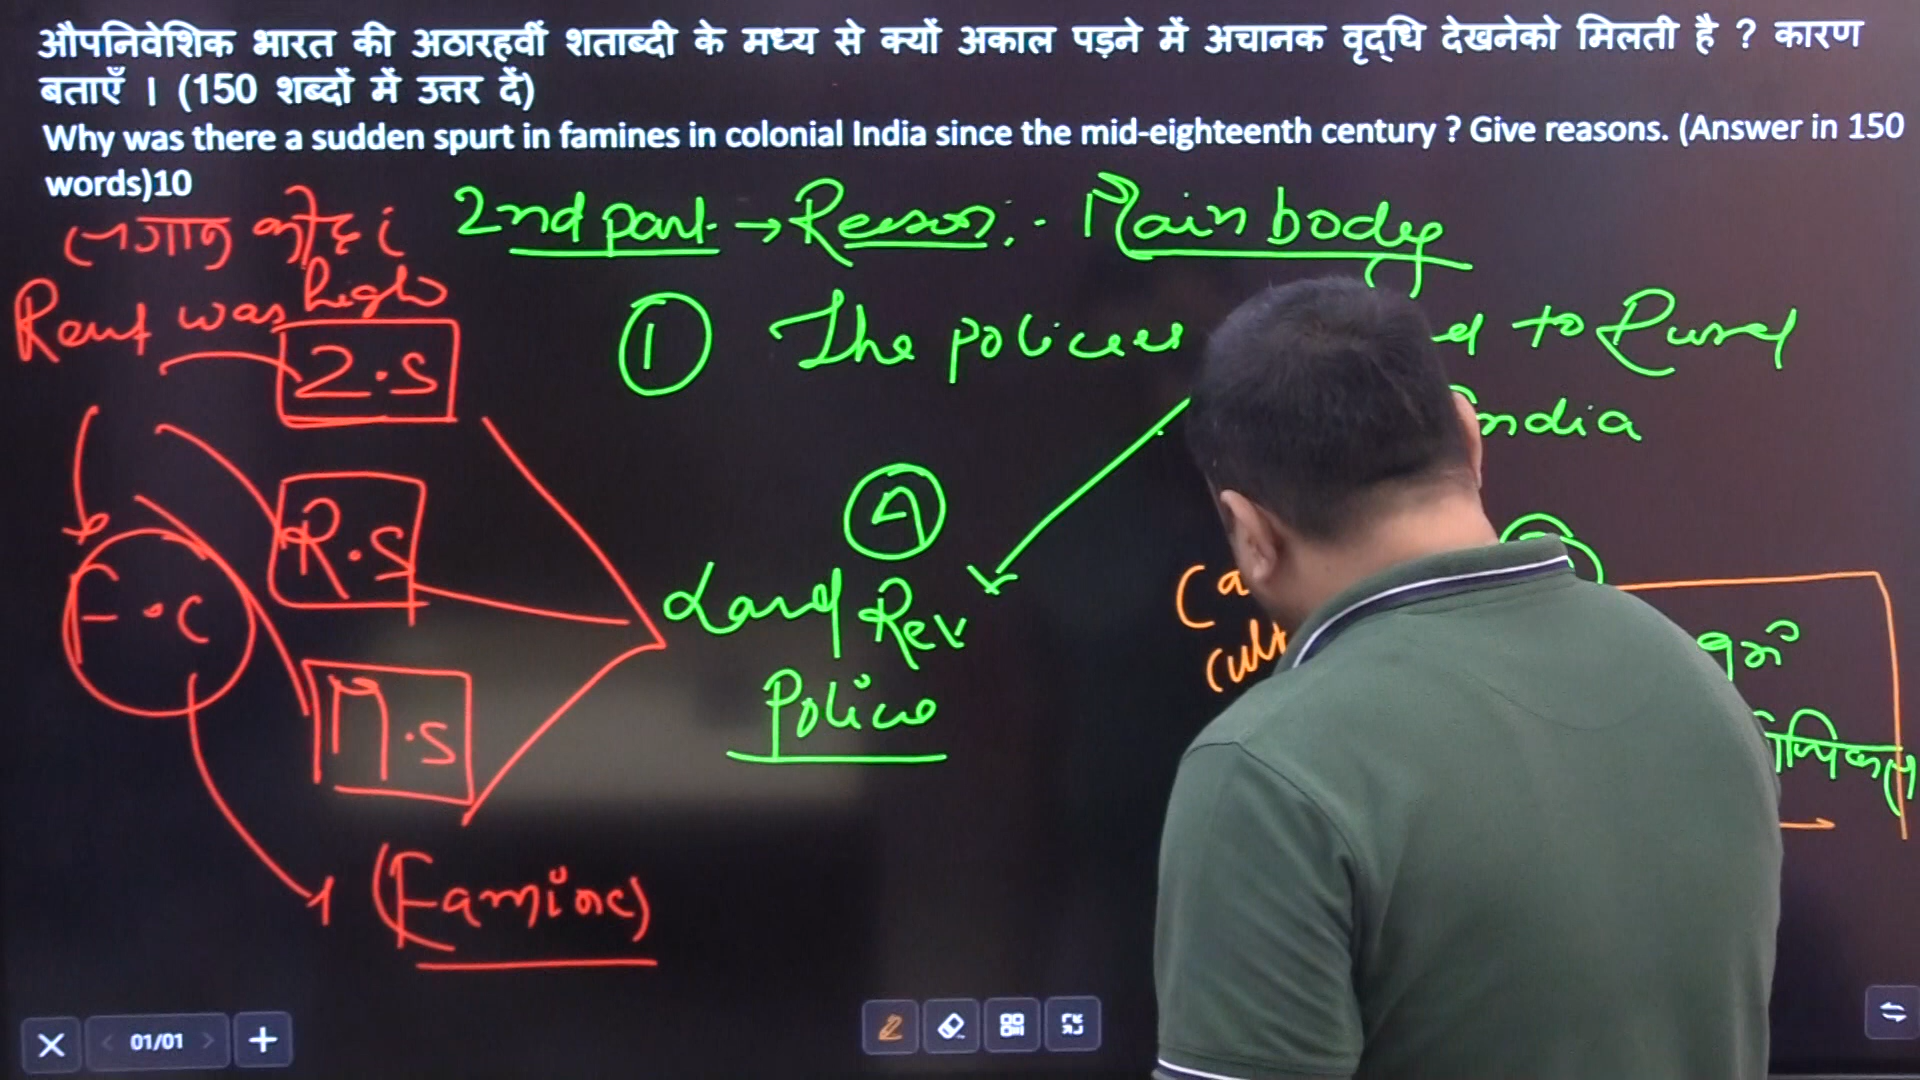 औपनिवेशिक भारत की अठारहवीं शताब्दी के मध्य से क्यों अकाल पड़ने में अचानक वृद्धि देखनेको मिलती है ? कारण
बताएँ । (150 शब्दों में उत्तर दें)
Why was there a sudden spurt in famines in colonial India since the mid-eighteenth century ? Give reasons. (Answer in 150
words)10
2nd part → Reason :- Main body
Rent was high
① The policies to Rural
India
Z.S
R.S
F.C
M.S
Ⓐ
Land Rev
Police
(Famine)
01/01